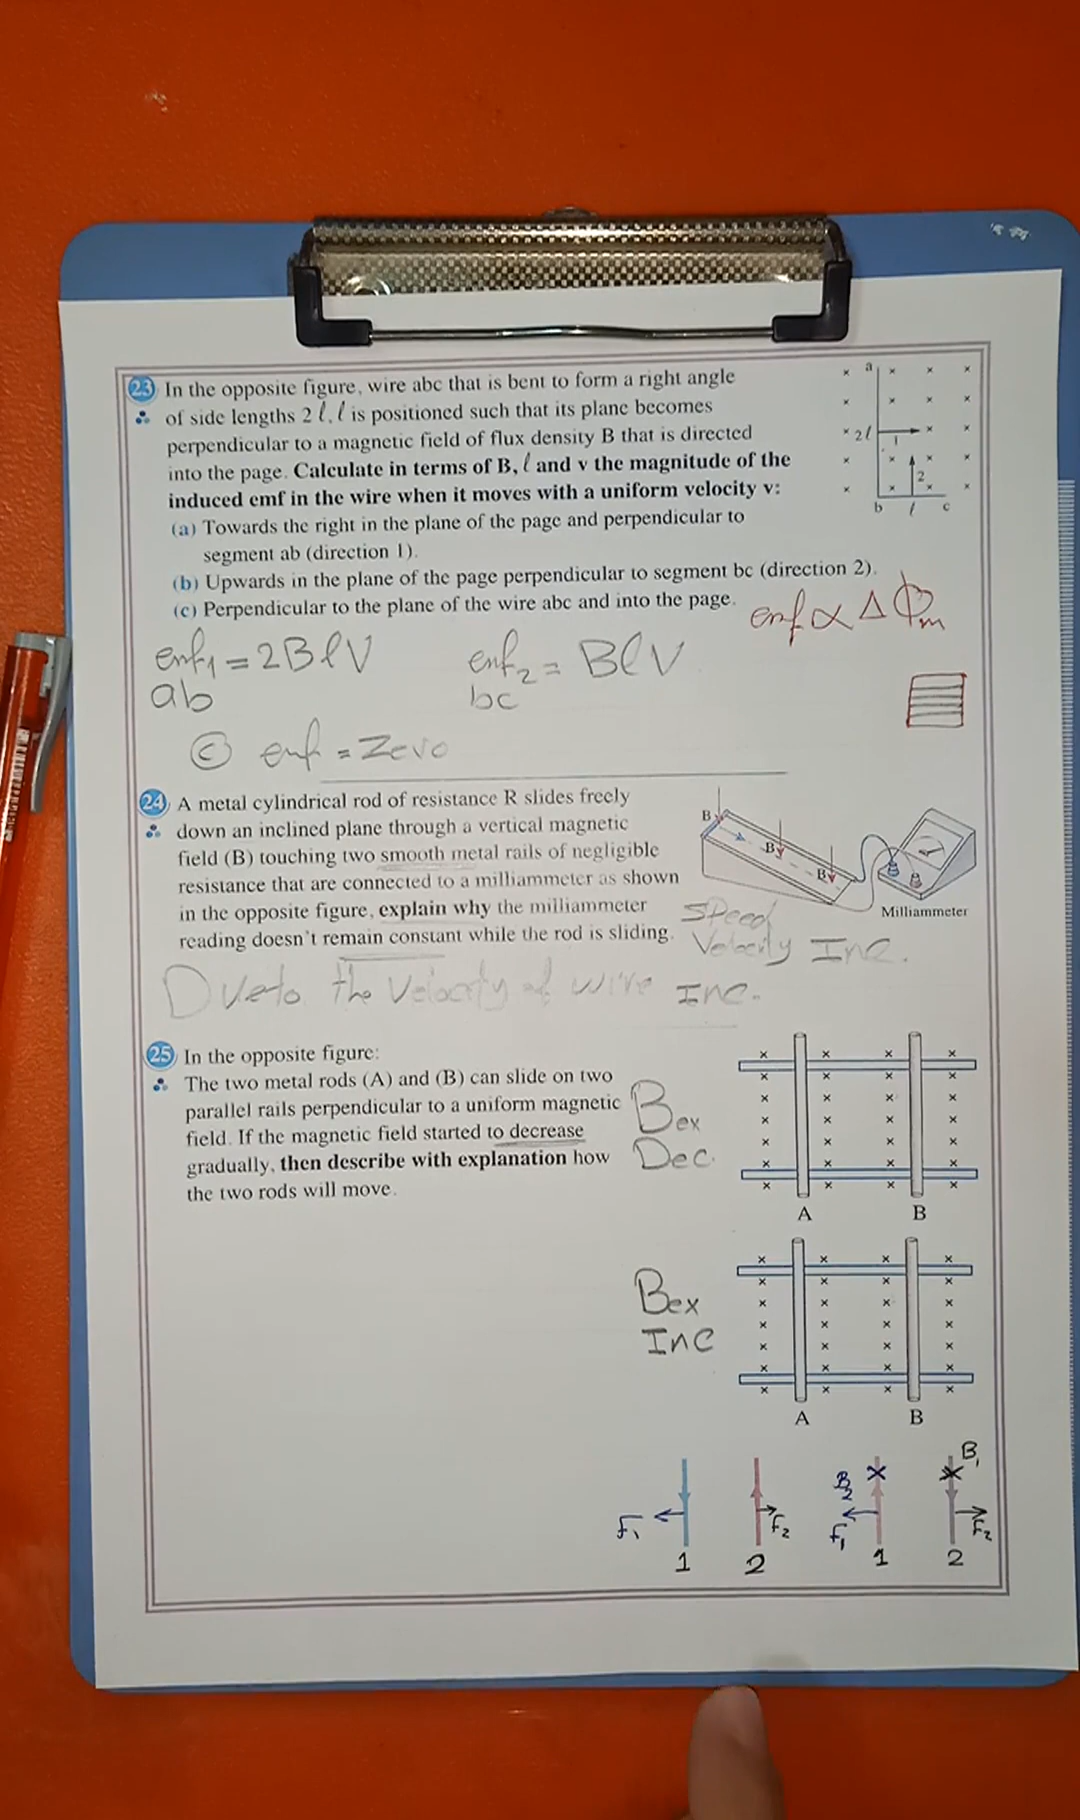 23 In the opposite figure, wire abc that is bent to form a right angle
of side lengths 2 ℓ, ℓ is positioned such that its plane becomes
perpendicular to a magnetic field of flux density B that is directed
into the page. Calculate in terms of B, ℓ and v the magnitude of the
induced emf in the wire when it moves with a uniform velocity v:
(a) Towards the right in the plane of the page and perpendicular to
segment ab (direction 1).
(b) Upwards in the plane of the page perpendicular to segment bc (direction 2).
(c) Perpendicular to the plane of the wire abc and into the page.
a
2ℓ
1
2
b
ℓ
c
emf ∝ Δ Φm
emf1 = 2BℓV
ab
emf2 = BℓV
bc
C emf = Zero
24 A metal cylindrical rod of resistance R slides freely
down an inclined plane through a vertical magnetic
field (B) touching two smooth metal rails of negligible
resistance that are connected to a milliammeter as shown
in the opposite figure, explain why the milliammeter
reading doesn't remain constant while the rod is sliding.
B
B
B
Milliammeter
Speed
Velocity Inc.
Due to the Velocity of wire Inc.
25 In the opposite figure:
The two metal rods (A) and (B) can slide on two
parallel rails perpendicular to a uniform magnetic
field. If the magnetic field started to decrease
gradually, then describe with explanation how
the two rods will move.
Bex
Dec.
A B
Bex
Inc
A B
F1
1
F2
2
B2
F1
1
B1
F2
2